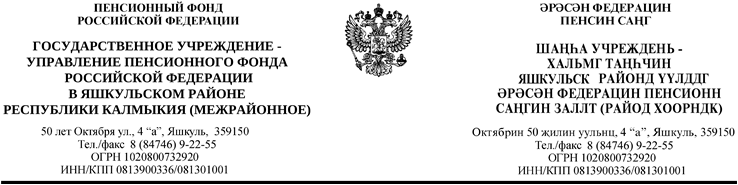 ПЕНСИОННЫЙ ФОНД
РОССИЙСКОЙ ФЕДЕРАЦИИ
ГОСУДАРСТВЕННОЕ УЧРЕЖДЕНИЕ -
УПРАВЛЕНИЕ ПЕНСИОННОГО ФОНДА
РОССИЙСКОЙ ФЕДЕРАЦИИ
В ЯШКУЛЬСКОМ РАЙОНЕ
РЕСПУБЛИКИ КАЛМЫКИЯ (МЕЖРАЙОННОЕ)
50 лет Октября ул., 4 “а”, Яшкуль, 359150
Тел./факс 8 (84746) 9-22-55
ОГРН 1020800732920
ИНН/КПП 0813900336/081301001
ӘРӘСӘН ФЕДЕРАЦИН
ПЕНСИН САҢГ
ШАҢҺА УЧРЕЖДЕНЬ -
ХАЛЬМГ ТАҢҺЧИН
ЯШКУЛЬСК РАЙОНД ҮҮЛДДГ
ӘРӘСӘН ФЕДЕРАЦИН ПЕНСИОНН
САҢГИН ЗАЛЛТ (РАЙОД ХООРНДК)
Октябрин 50 җилин уульнц, 4 “а”, Яшкуль, 359150
Тел./факс 8 (84746) 9-22-55
ОГРН 1020800732920
ИНН/КПП 0813900336/081301001